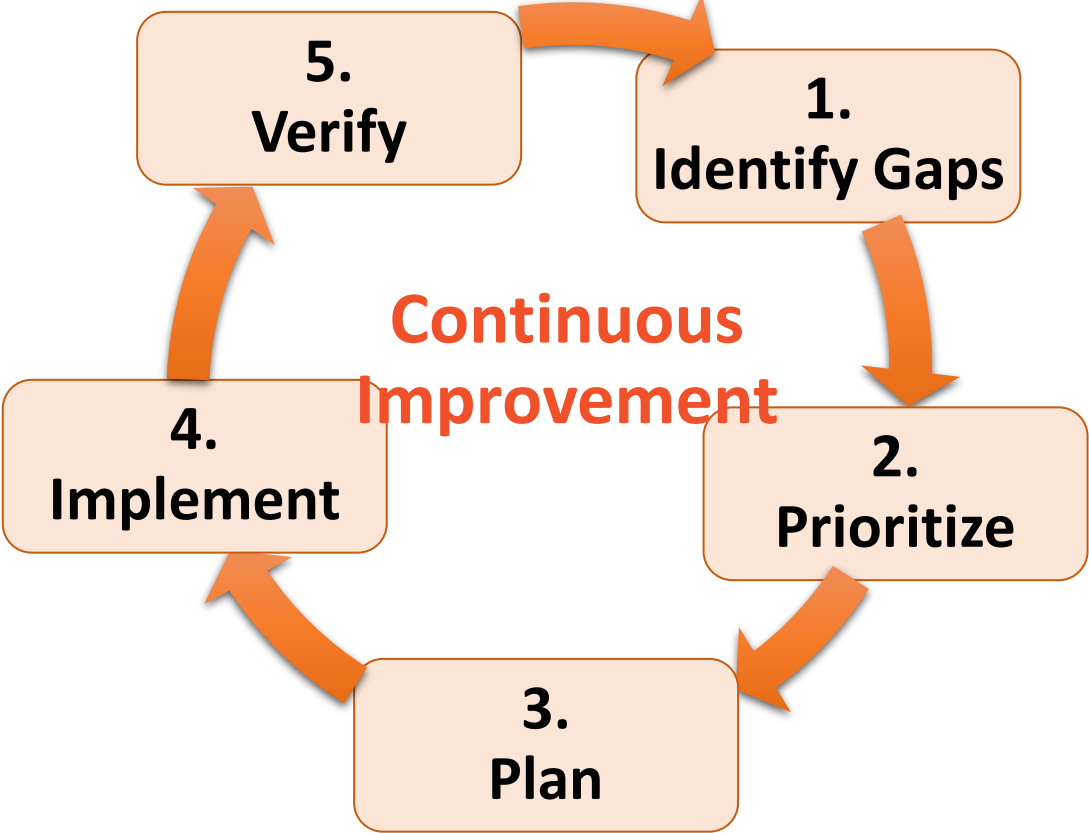 1.
Identify Gaps
2.
Prioritize
3.
Plan
4.
Implement
5.
Verify
Continuous
Improvement